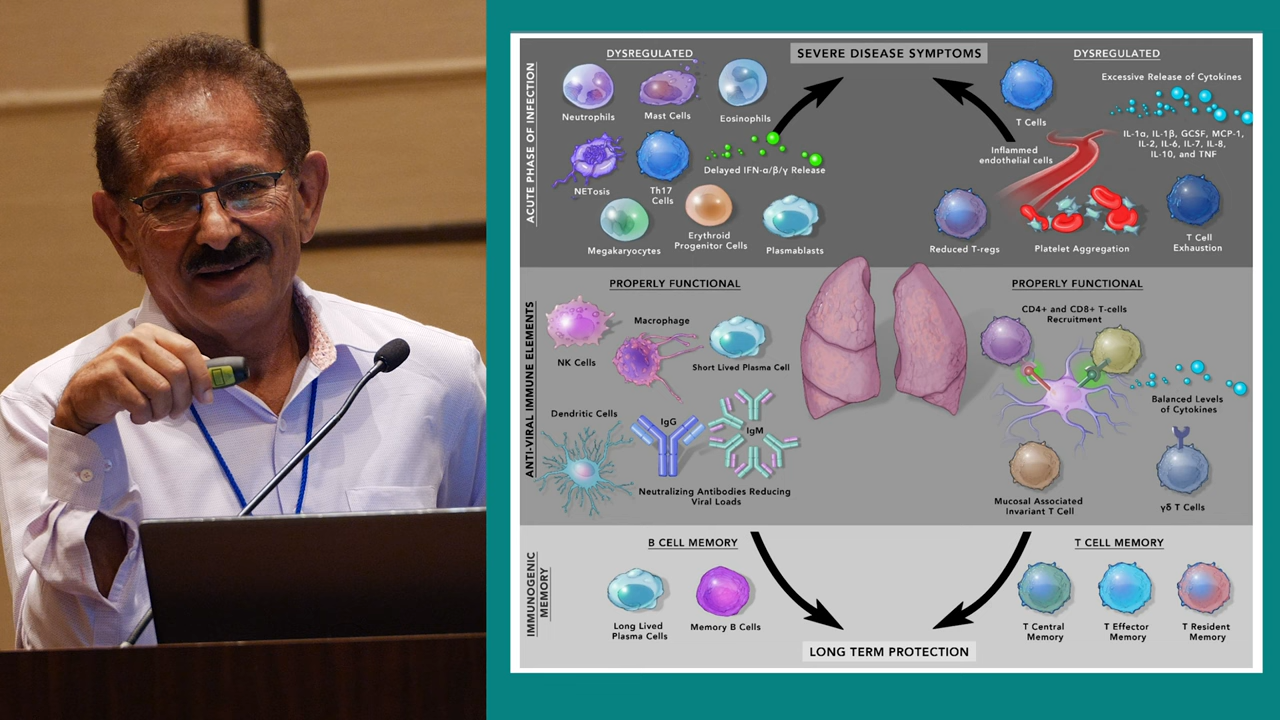 SEVERE DISEASE SYMPTOMS
ACUTE PHASE OF INFECTION
DYSREGULATED
Neutrophils
Mast Cells
Eosinophils
NETosis
Th17
Cells
Delayed IFN-α/β/γ Release
Megakaryocytes
Erythroid
Progenitor Cells
Plasmablasts
DYSREGULATED
T Cells
Excessive Release of Cytokines
IL-1α, IL-1β, GCSF, MCP-1,
IL-2, IL-6, IL-7, IL-8,
IL-10, and TNF
Inflammed
endothelial cells
Reduced T-regs
Platelet Aggregation
T Cell
Exhaustion
ANTI-VIRAL IMMUNE ELEMENTS
PROPERLY FUNCTIONAL
NK Cells
Macrophage
Short Lived Plasma Cell
Dendritic Cells
IgG
IgM
Neutralizing Antibodies Reducing
Viral Loads
PROPERLY FUNCTIONAL
CD4+ and CD8+ T-cells
Recruitment
Balanced Levels
of Cytokines
Mucosal Associated
Invariant T Cell
γδ T Cells
IMMUNOGENIC
MEMORY
B CELL MEMORY
Long Lived
Plasma Cells
Memory B Cells
T CELL MEMORY
T Central
Memory
T Effector
Memory
T Resident
Memory
LONG TERM PROTECTION